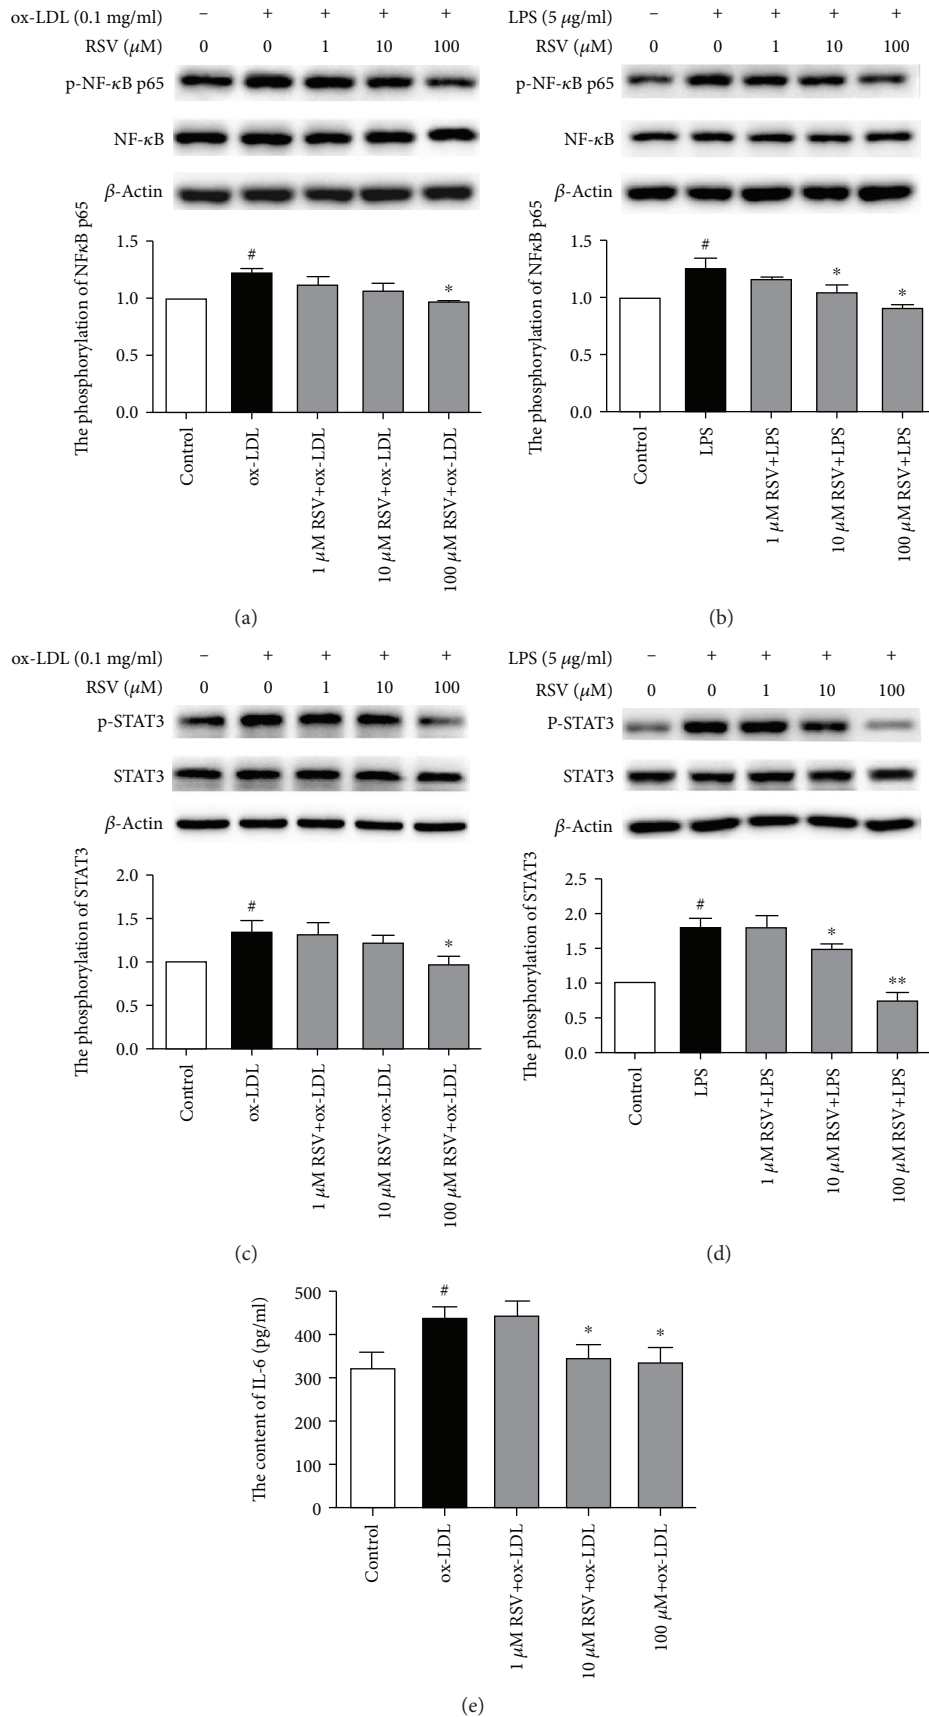 ox-LDL (0.1 mg/ml) – + + + +
RSV (μM) 0 0 1 10 100
p-NF-κB p65
NF-κB
β-Actin
The phosphorylation of NFκB p65
1.5
1.0
0.5
0.0
#
*
Control
ox-LDL
1 μM RSV+ox-LDL
10 μM RSV+ox-LDL
100 μM RSV+ox-LDL
(a)
LPS (5 μg/ml) – + + + +
RSV (μM) 0 0 1 10 100
p-NF-κB p65
NF-κB
β-Actin
The phosphorylation of NFκB p65
1.5
1.0
0.5
0.0
#
*
*
Control
LPS
1 μM RSV+LPS
10 μM RSV+LPS
100 μM RSV+LPS
(b)
ox-LDL (0.1 mg/ml) – + + + +
RSV (μM) 0 0 1 10 100
p-STAT3
STAT3
β-Actin
The phosphorylation of STAT3
2.0
1.5
1.0
0.5
0.0
#
*
Control
ox-LDL
1 μM RSV+ox-LDL
10 μM RSV+ox-LDL
100 μM RSV+ox-LDL
(c)
LPS (5 μg/ml) – + + + +
RSV (μM) 0 0 1 10 100
P-STAT3
STAT3
β-Actin
The phosphorylation of STAT3
2.5
2.0
1.5
1.0
0.5
0.0
#
*
**
Control
LPS
1 μM RSV+LPS
10 μM RSV+LPS
100 μM RSV+LPS
(d)
The content of IL-6 (pg/ml)
500
400
300
200
100
0
#
*
*
Control
ox-LDL
1 μM RSV+ox-LDL
10 μM RSV+ox-LDL
100 μM+ox-LDL
(e)